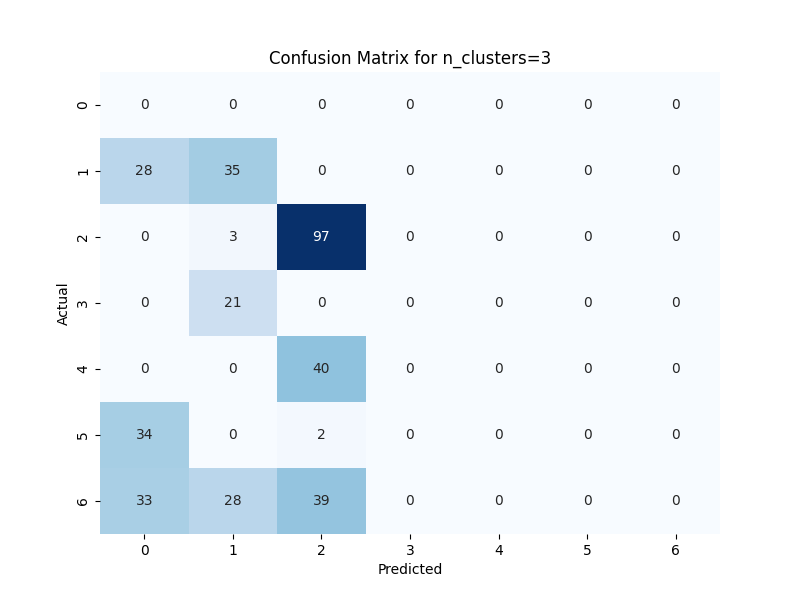 Confusion Matrix for n_clusters=3
Actual
0 0 0 0 0 0 0 0
1 28 35 0 0 0 0 0
2 0 3 97 0 0 0 0
3 0 21 0 0 0 0 0
4 0 0 40 0 0 0 0
5 34 0 2 0 0 0 0
6 33 28 39 0 0 0 0
0 1 2 3 4 5 6
Predicted